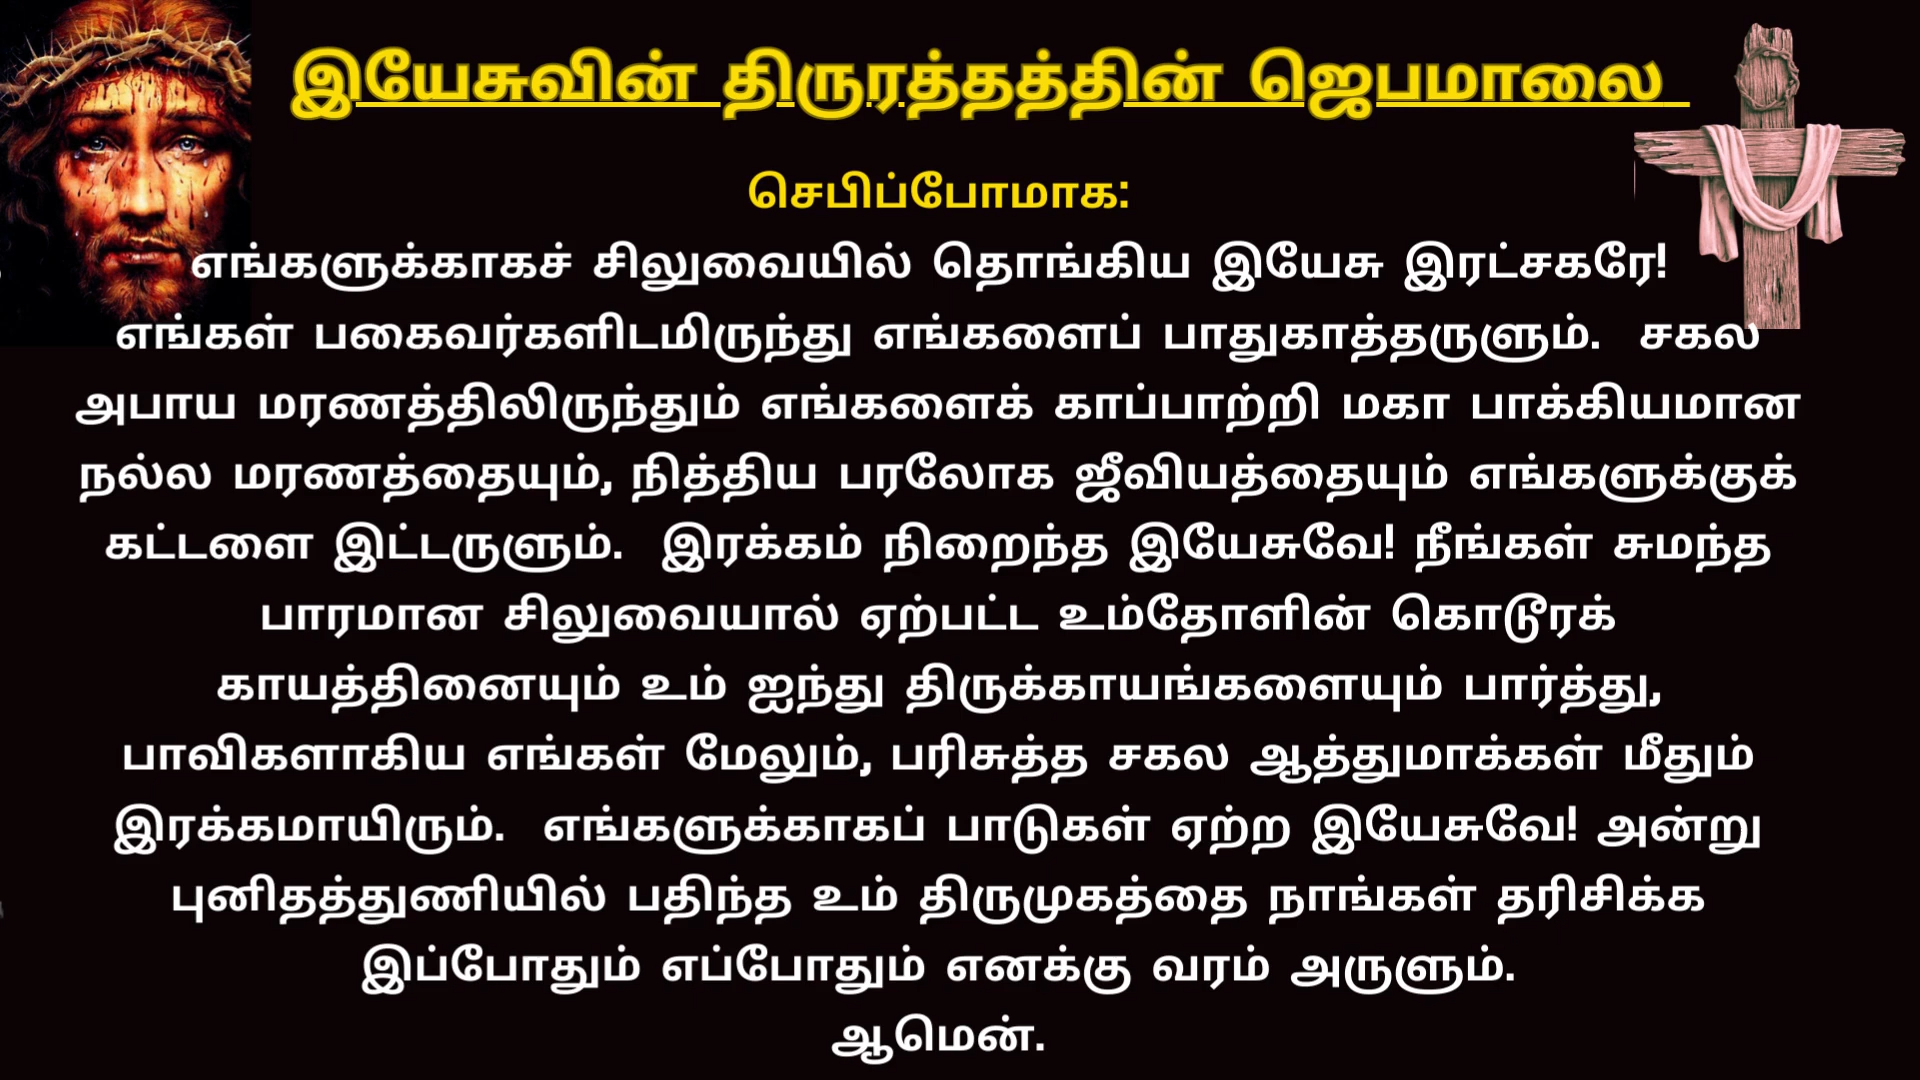 இயேசுவின் திருரத்தத்தின் ஜெபமாலை
செபிப்போமாக:
எங்களுக்காகச் சிலுவையில் தொங்கிய இயேசு இரட்சகரே!
எங்கள் பகைவர்களிடமிருந்து எங்களைப் பாதுகாத்தருளும். சகல
அபாய மரணத்திலிருந்தும் எங்களைக் காப்பாற்றி மகா பாக்கியமான
நல்ல மரணத்தையும், நித்திய பரலோக ஜீவியத்தையும் எங்களுக்குக்
கட்டளை இட்டருளும். இரக்கம் நிறைந்த இயேசுவே! நீங்கள் சுமந்த
பாரமான சிலுவையால் ஏற்பட்ட உம்தோளின் கொடூரக்
காயத்தினையும் உம் ஐந்து திருக்காயங்களையும் பார்த்து,
பாவிகளாகிய எங்கள் மேலும், பரிசுத்த சகல ஆத்துமாக்கள் மீதும்
இரக்கமாயிரும். எங்களுக்காகப் பாடுகள் ஏற்ற இயேசுவே! அன்று
புனிதத்துணியில் பதிந்த உம் திருமுகத்தை நாங்கள் தரிசிக்க
இப்போதும் எப்போதும் எனக்கு வரம் அருளும்.
ஆமென்.